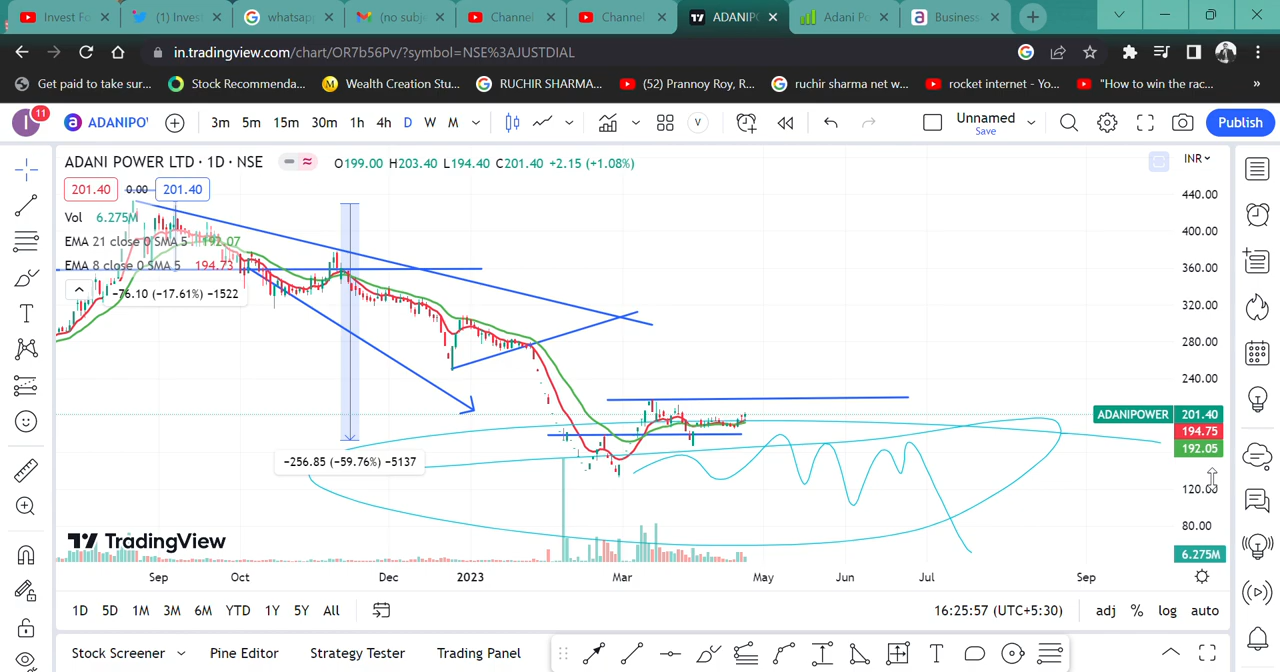 Invest Fo
(1) Invest
whatsap
(no subj
Channel
Channel
ADANIP
Adani Po
Business
in.tradingview.com/chart/OR7b56Pv/?symbol=NSE%3AJUSTDIAL
Get paid to take sur...
Stock Recommenda...
Wealth Creation Stu...
RUCHIR SHARMA...
(52) Prannoy Roy, R...
ruchir sharma net w...
rocket internet - Yo...
"How to win the rac...
»
11
ADANIPO
3m 5m 15m 30m 1h 4h D W M
V
Unnamed
Save
Publish
ADANI POWER LTD · 1D · NSE
O199.00 H203.40 L194.40 C201.40 +2.15 (+1.08%)
INR
201.40 0.00 201.40
Vol 6.275M
EMA 21 close 0 SMA 5 192.07
EMA 8 close 0 SMA 5 194.73
−76.10 (−17.61%) −1522
−256.85 (−59.76%) −5137
440.00
400.00
360.00
320.00
280.00
240.00
ADANIPOWER 201.40
194.75
192.05
120.00
80.00
6.275M
TradingView
Sep Oct Dec 2023 Mar May Jun Jul Sep
1D 5D 1M 3M 6M YTD 1Y 5Y All
16:25:57 (UTC+5:30)
adj % log auto
Stock Screener
Pine Editor
Strategy Tester
Trading Panel